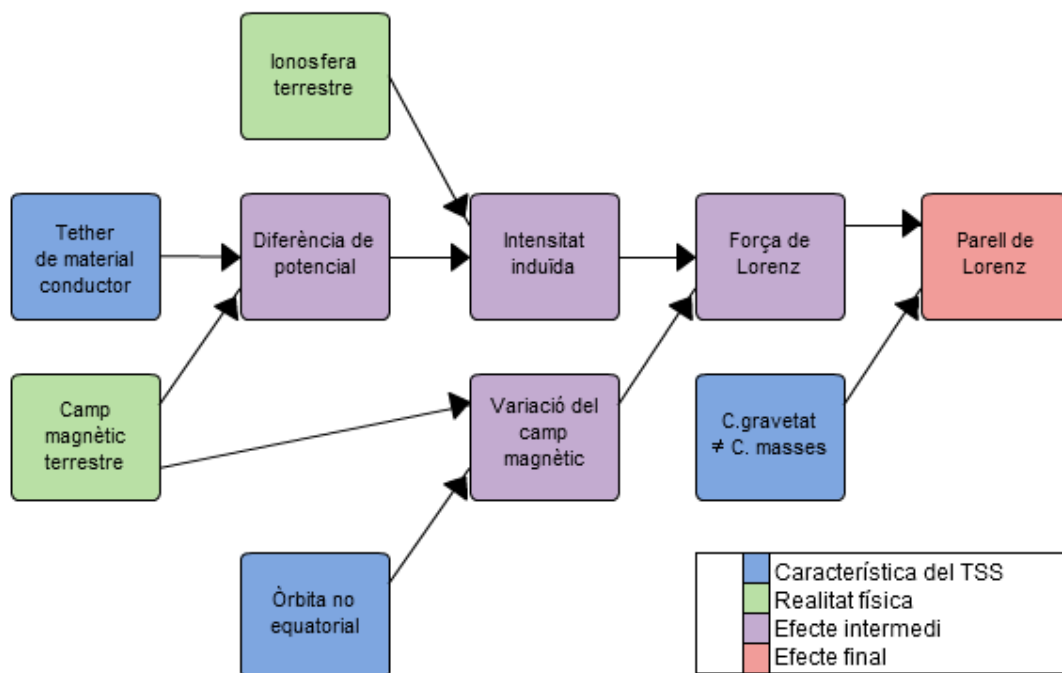 Ionosfera
terrestre
Tether
de material
conductor
Diferència de
potencial
Intensitat
induïda
Força de
Lorenz
Parell de
Lorenz
Camp
magnètic
terrestre
Variació del
camp
magnètic
C.gravetat
≠ C. masses
Òrbita no
equatorial
Característica del TSS
Realitat física
Efecte intermedi
Efecte final